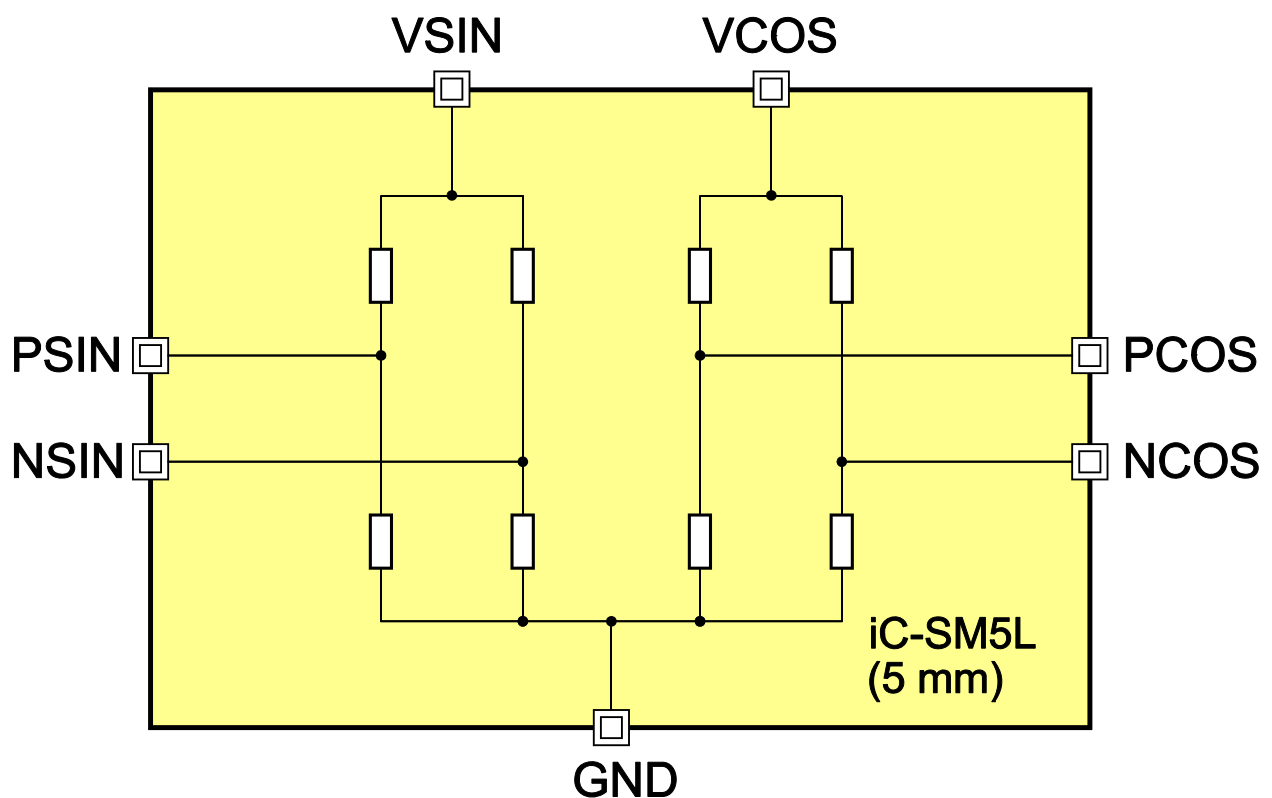 VSIN
VCOS
PSIN
PCOS
NSIN
NCOS
iC-SM5L
(5 mm)
GND